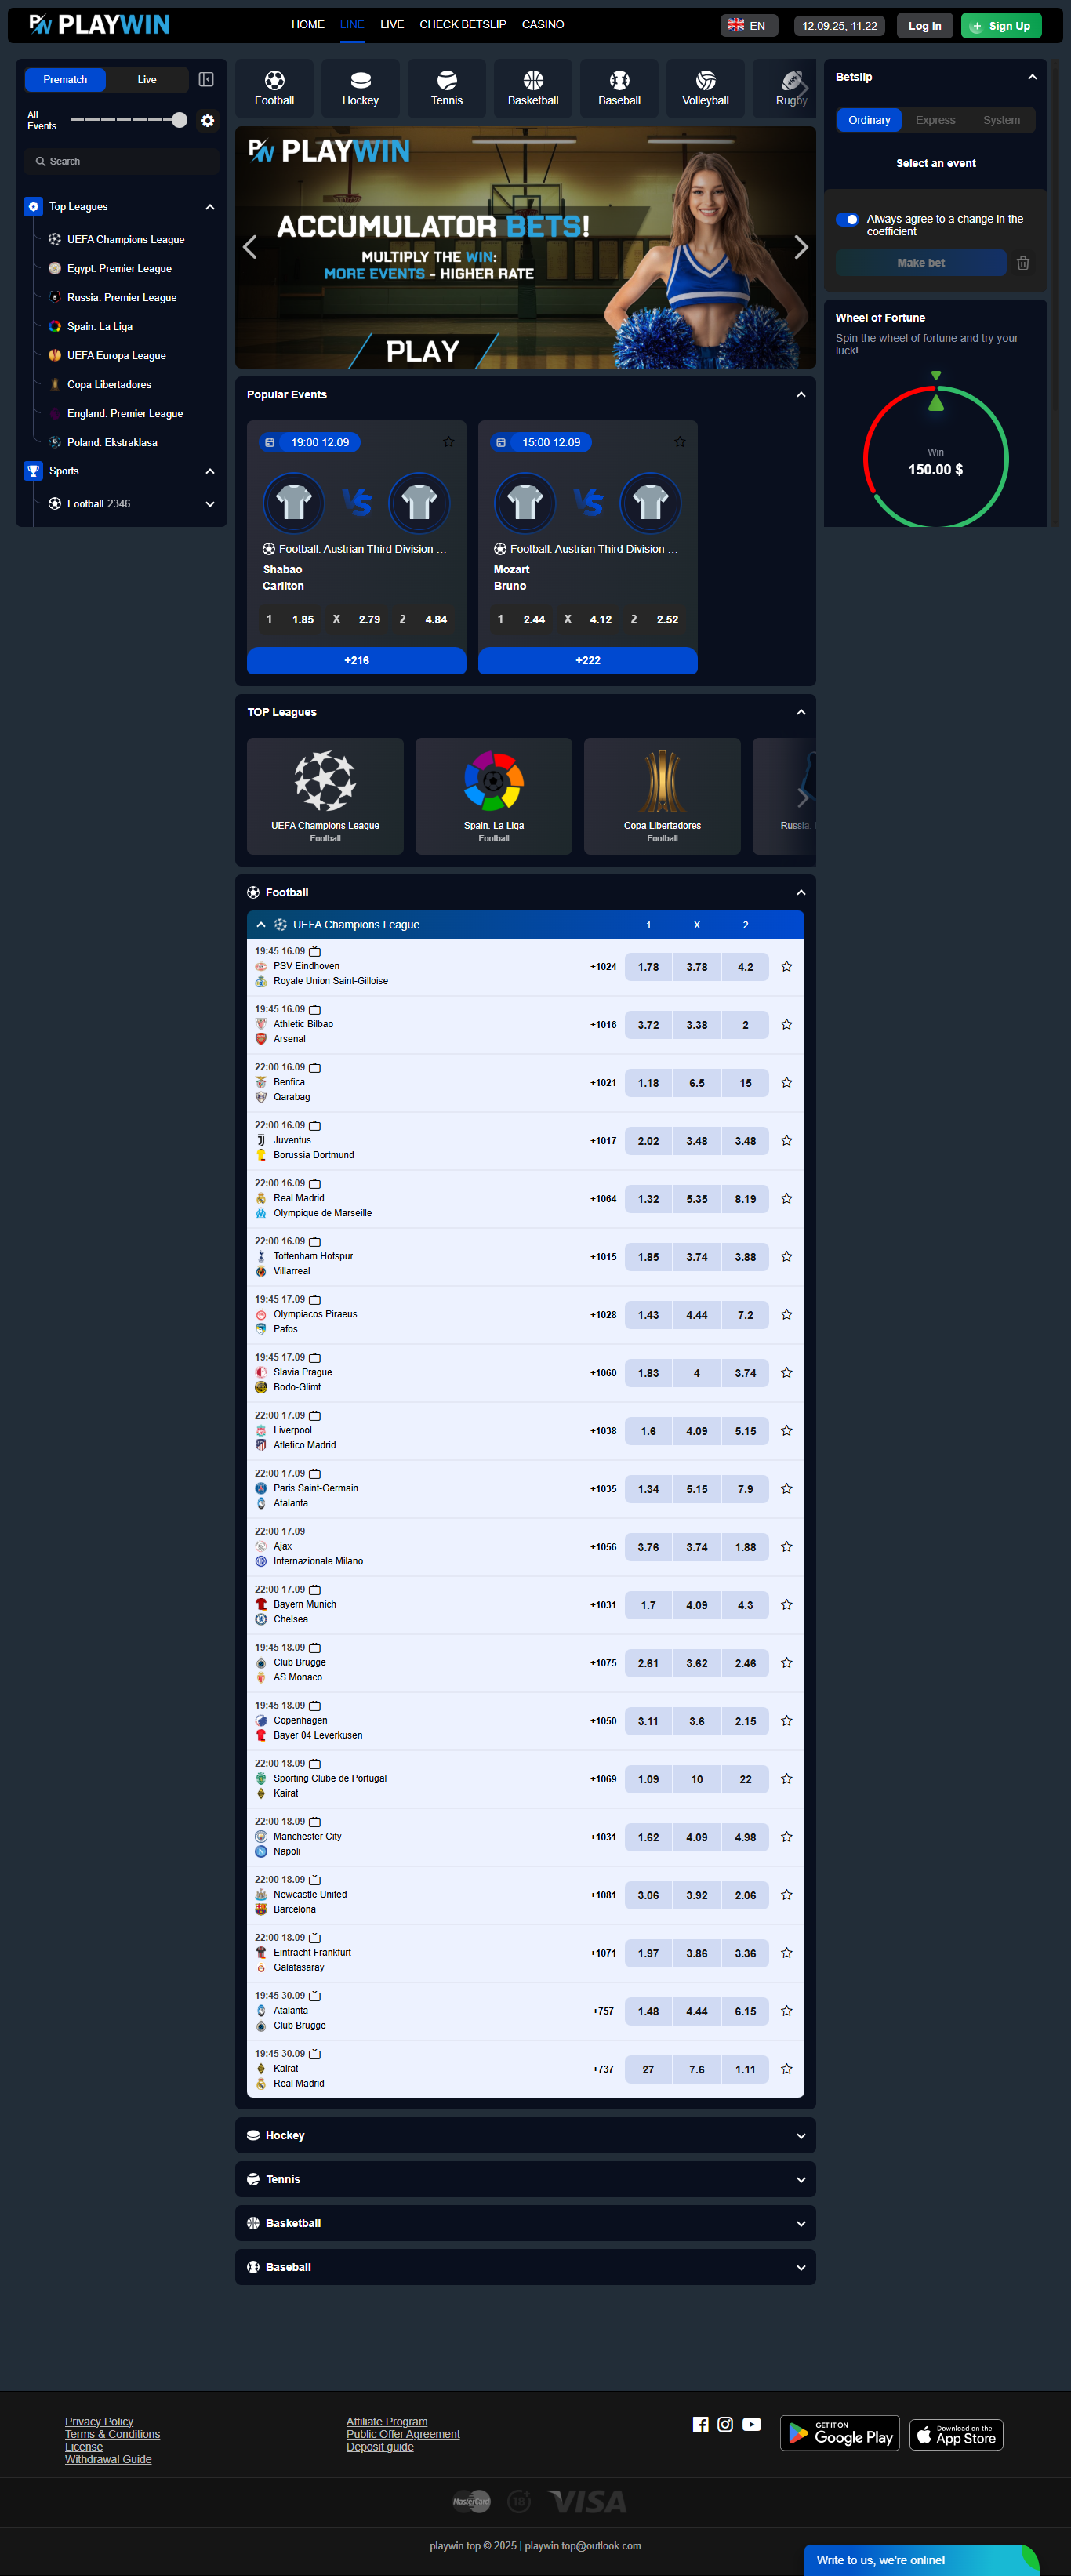 PLAYWIN
HOME LINE LIVE CHECK BETSLIP CASINO
EN
12.09.25, 11:22
Log In
Sign Up
Prematch Live
All
Events
Search
Top Leagues
UEFA Champions League
Egypt. Premier League
Russia. Premier League
Spain. La Liga
UEFA Europa League
Copa Libertadores
England. Premier League
Poland. Ekstraklasa
Sports
Football 2346
Football Hockey Tennis Basketball Baseball Volleyball Rugby
PLAYWIN
ACCUMULATOR BETS!
MULTIPLY THE WIN:
MORE EVENTS - HIGHER RATE
PLAY
Popular Events
19:00 12.09
VS
Football. Austrian Third Division ...
Shabao
Carilton
1 1.85 X 2.79 2 4.84
+216
15:00 12.09
VS
Football. Austrian Third Division ...
Mozart
Bruno
1 2.44 X 4.12 2 2.52
+222
TOP Leagues
UEFA Champions League
Football
Spain. La Liga
Football
Copa Libertadores
Football
Russia.
Football
UEFA Champions League 1 X 2
19:45 16.09
PSV Eindhoven
Royale Union Saint-Gilloise
+1024 1.78 3.78 4.2
19:45 16.09
Athletic Bilbao
Arsenal
+1016 3.72 3.38 2
22:00 16.09
Benfica
Qarabag
+1021 1.18 6.5 15
22:00 16.09
Juventus
Borussia Dortmund
+1017 2.02 3.48 3.48
22:00 16.09
Real Madrid
Olympique de Marseille
+1064 1.32 5.35 8.19
22:00 16.09
Tottenham Hotspur
Villarreal
+1015 1.85 3.74 3.88
19:45 17.09
Olympiacos Piraeus
Pafos
+1028 1.43 4.44 7.2
19:45 17.09
Slavia Prague
Bodo-Glimt
+1060 1.83 4 3.74
22:00 17.09
Liverpool
Atletico Madrid
+1038 1.6 4.09 5.15
22:00 17.09
Paris Saint-Germain
Atalanta
+1035 1.34 5.15 7.9
22:00 17.09
Ajax
Internazionale Milano
+1056 3.76 3.74 1.88
22:00 17.09
Bayern Munich
Chelsea
+1031 1.7 4.09 4.3
19:45 18.09
Club Brugge
AS Monaco
+1075 2.61 3.62 2.46
19:45 18.09
Copenhagen
Bayer 04 Leverkusen
+1050 3.11 3.6 2.15
22:00 18.09
Sporting Clube de Portugal
Kairat
+1069 1.09 10 22
22:00 18.09
Manchester City
Napoli
+1031 1.62 4.09 4.98
22:00 18.09
Newcastle United
Barcelona
+1081 3.06 3.92 2.06
22:00 18.09
Eintracht Frankfurt
Galatasaray
+1071 1.97 3.86 3.36
19:45 30.09
Atalanta
Club Brugge
+757 1.48 4.44 6.15
19:45 30.09
Kairat
Real Madrid
+737 27 7.6 1.11
Hockey
Tennis
Basketball
Baseball
Betslip
Ordinary Express System
Select an event
Always agree to a change in the
coefficient
Make bet
Wheel of Fortune
Spin the wheel of fortune and try your
luck!
Win
150.00 $
Privacy Policy
Terms & Conditions
License
Withdrawal Guide
Affiliate Program
Public Offer Agreement
Deposit guide
GET IT ON
Google Play
Download on the
App Store
MasterCard 18+ VISA
playwin.top © 2025 | playwin.top@outlook.com
Write to us, we're online!